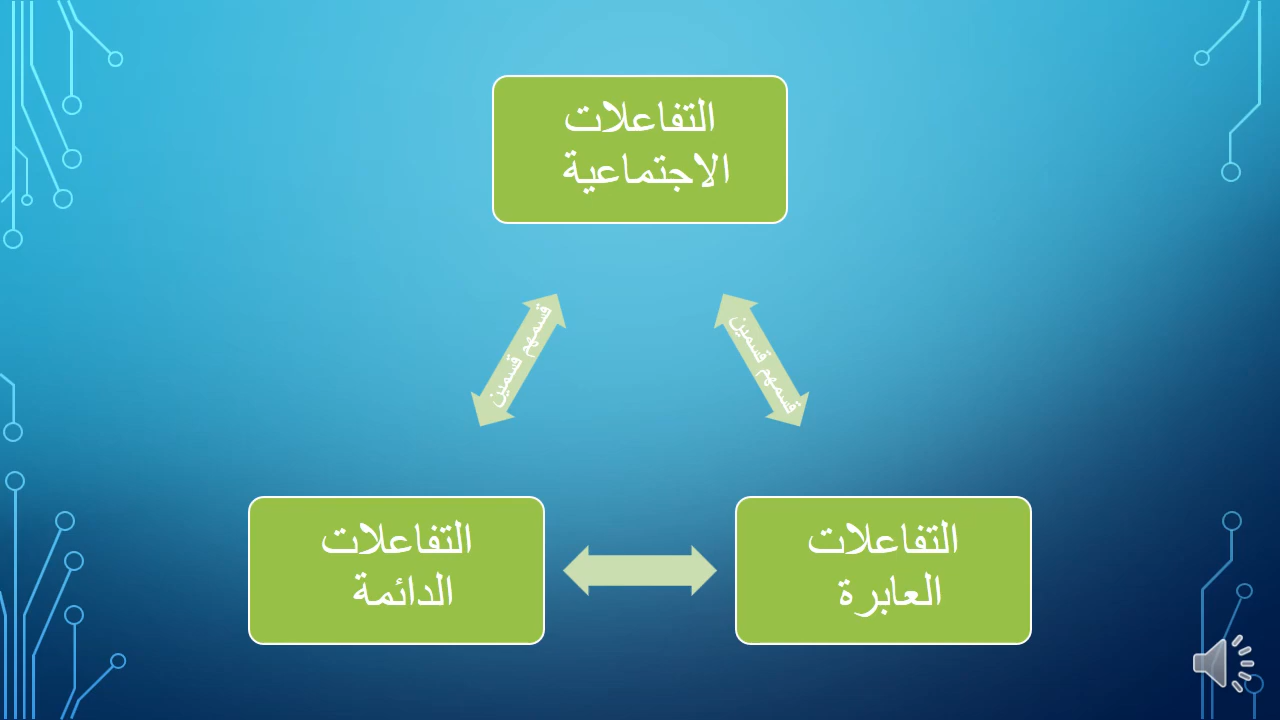 التفاعلات
الاجتماعية
قسمهم قسمين
قسمهم قسمين
التفاعلات
العابرة
التفاعلات
الدائمة